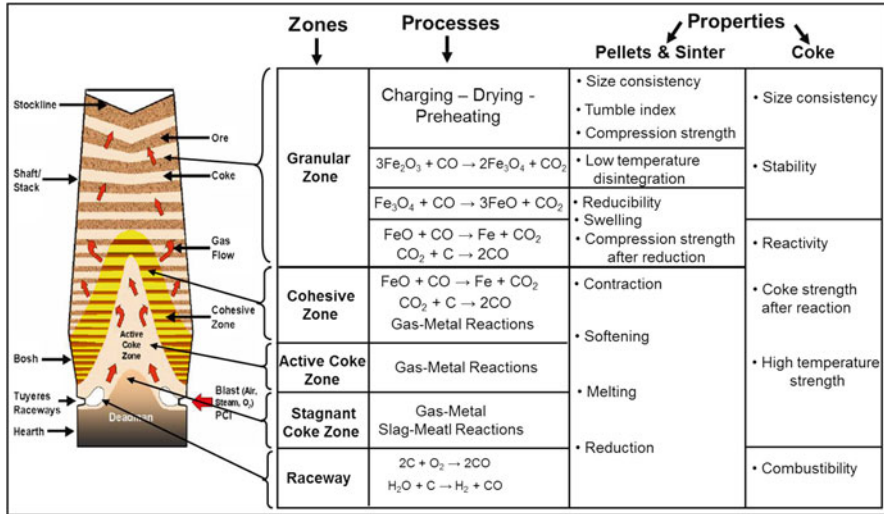 Zones
Processes
Properties
Pellets & Sinter
Coke
Stockline
Ore
Coke
Shaft/
Stack
Gas
Flow
Cohesive
Zone
Active
Coke
Zone
Bosh
Tuyeres
Raceways
Blast (Air,
Steam, O₂)
PCI
Deadman
Hearth
Granular
Zone
Charging – Drying -
Preheating
• Size consistency
• Tumble index
• Compression strength
• Size consistency
3Fe₂O₃ + CO → 2Fe₃O₄ + CO₂
• Low temperature
disintegration
• Stability
Fe₃O₄ + CO → 3FeO + CO₂
• Reducibility
• Swelling
FeO + CO → Fe + CO₂
CO₂ + C → 2CO
• Compression strength
after reduction
• Reactivity
Cohesive
Zone
FeO + CO → Fe + CO₂
CO₂ + C → 2CO
Gas-Metal Reactions
• Contraction
• Softening
• Coke strength
after reaction
Active Coke
Zone
Gas-Metal Reactions
• High temperature
strength
Stagnant
Coke Zone
Gas-Metal
Slag-Meatl Reactions
• Melting
• Reduction
Raceway
2C + O₂ → 2CO
H₂O + C → H₂ + CO
• Combustibility